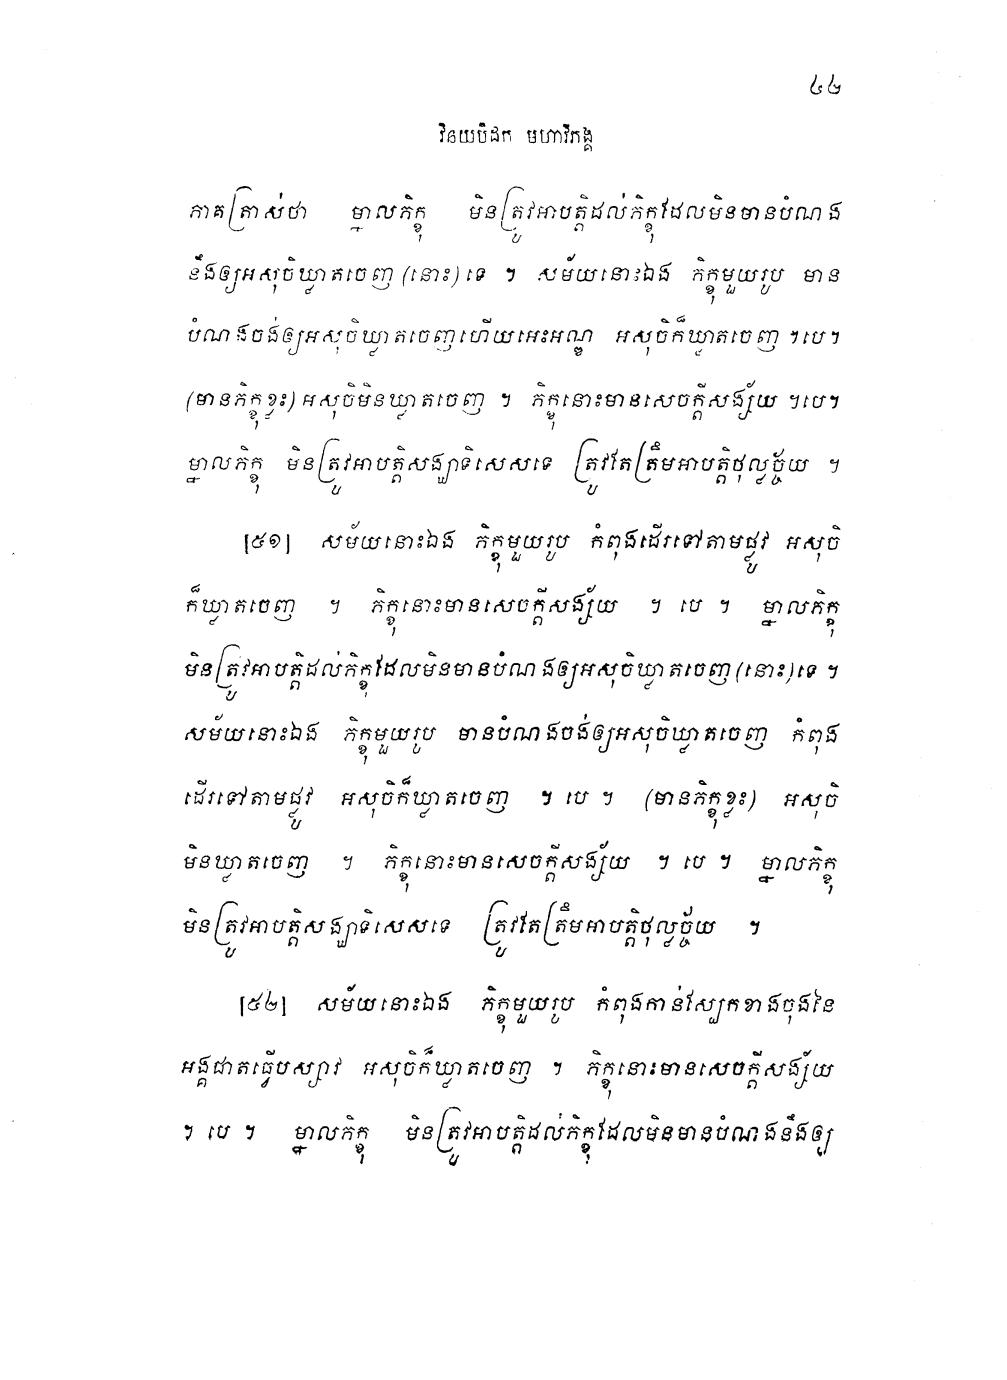 ៤២
វិនយបិដក មហាវិភង្គ
ភាគត្រាស់ថា ម្នាលភិក្ខុ មិនត្រូវអាបត្តិដល់ភិក្ខុដែលមិនមានបំណង
នឹងឲ្យអសុចិឃ្លាតចេញ (នោះ) ទេ ។ សម័យនោះឯង ភិក្ខុមួយរូប មាន
បំណងចង់ឲ្យអសុចិឃ្លាតចេញហើយអេះអណ្ឌ អសុចិក៏ឃ្លាតចេញ ។បេ។
(មានភិក្ខុខ្លះ) អសុចិមិនឃ្លាតចេញ ។ ភិក្ខុនោះមានសេចក្តីសង្ស័យ ។បេ។
ម្នាលភិក្ខុ មិនត្រូវអាបត្តិសង្ឃាទិសេសទេ ត្រូវតែត្រឹមអាបត្តិថុល្លច្ច័យ ។
[៥១] សម័យនោះឯង ភិក្ខុមួយរូប កំពុងដើរទៅតាមផ្លូវ អសុចិ
ក៏ឃ្លាតចេញ ។ ភិក្ខុនោះមានសេចក្តីសង្ស័យ ។ បេ ។ ម្នាលភិក្ខុ
មិនត្រូវអាបត្តិដល់ភិក្ខុដែលមិនមានបំណងឲ្យអសុចិឃ្លាតចេញ (នោះ) ទេ ។
សម័យនោះឯង ភិក្ខុមួយរូប មានបំណងចង់ឲ្យអសុចិឃ្លាតចេញ កំពុង
ដើរទៅតាមផ្លូវ អសុចិក៏ឃ្លាតចេញ ។ បេ ។ (មានភិក្ខុខ្លះ) អសុចិ
មិនឃ្លាតចេញ ។ ភិក្ខុនោះមានសេចក្តីសង្ស័យ ។ បេ ។ ម្នាលភិក្ខុ
មិនត្រូវអាបត្តិសង្ឃាទិសេសទេ ត្រូវតែត្រឹមអាបត្តិថុល្លច្ច័យ ។
[៥២] សម័យនោះឯង ភិក្ខុមួយរូប កំពុងកាន់ស្បែកខាងចុងនៃ
អង្គជាតធ្វើបស្សាវ អសុចិក៏ឃ្លាតចេញ ។ ភិក្ខុនោះមានសេចក្តីសង្ស័យ
។ បេ ។ ម្នាលភិក្ខុ មិនត្រូវអាបត្តិដល់ភិក្ខុដែលមិនមានបំណងនឹងឲ្យ